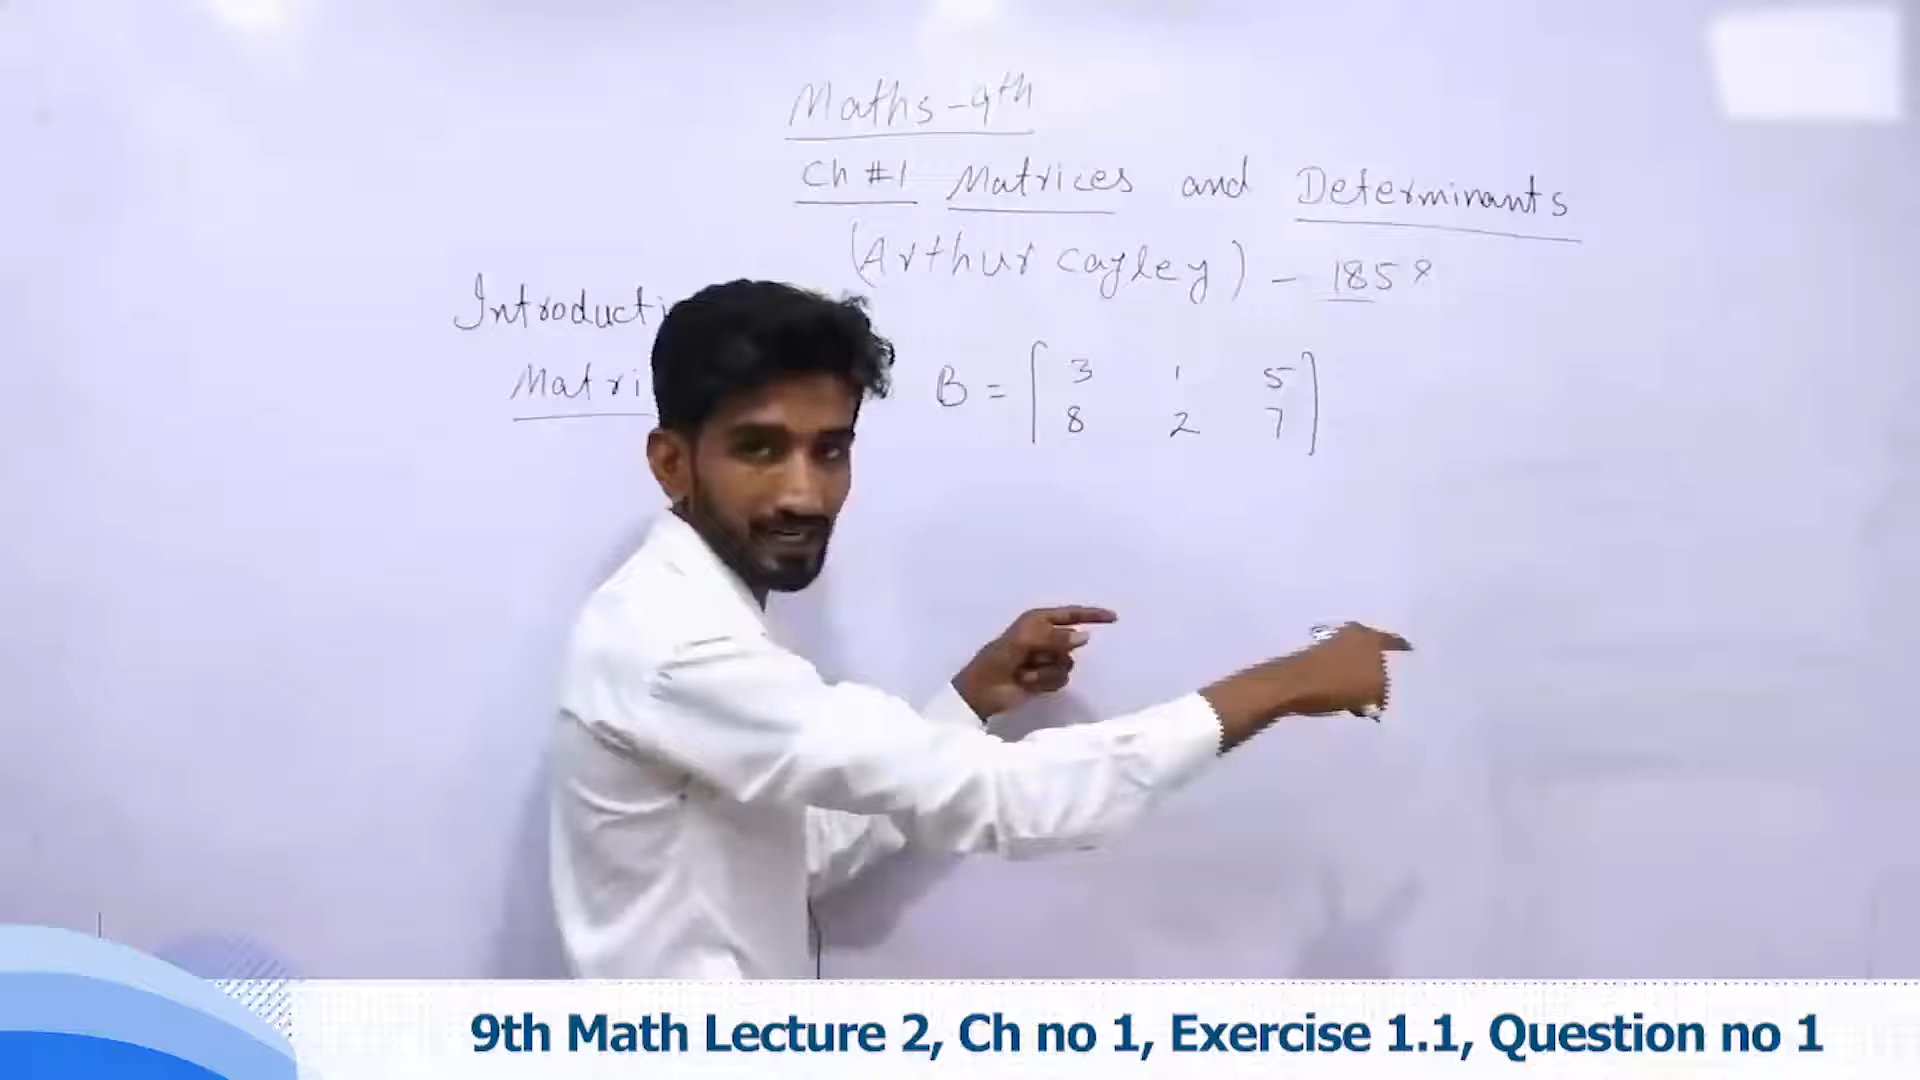 Maths-9th
Ch #1 Matrices and Determinants
(Arthur Cayley) - 1858
Introducti
Matri
B = [ 3 1 5
8 2 7 ]
9th Math Lecture 2, Ch no 1, Exercise 1.1, Question no 1